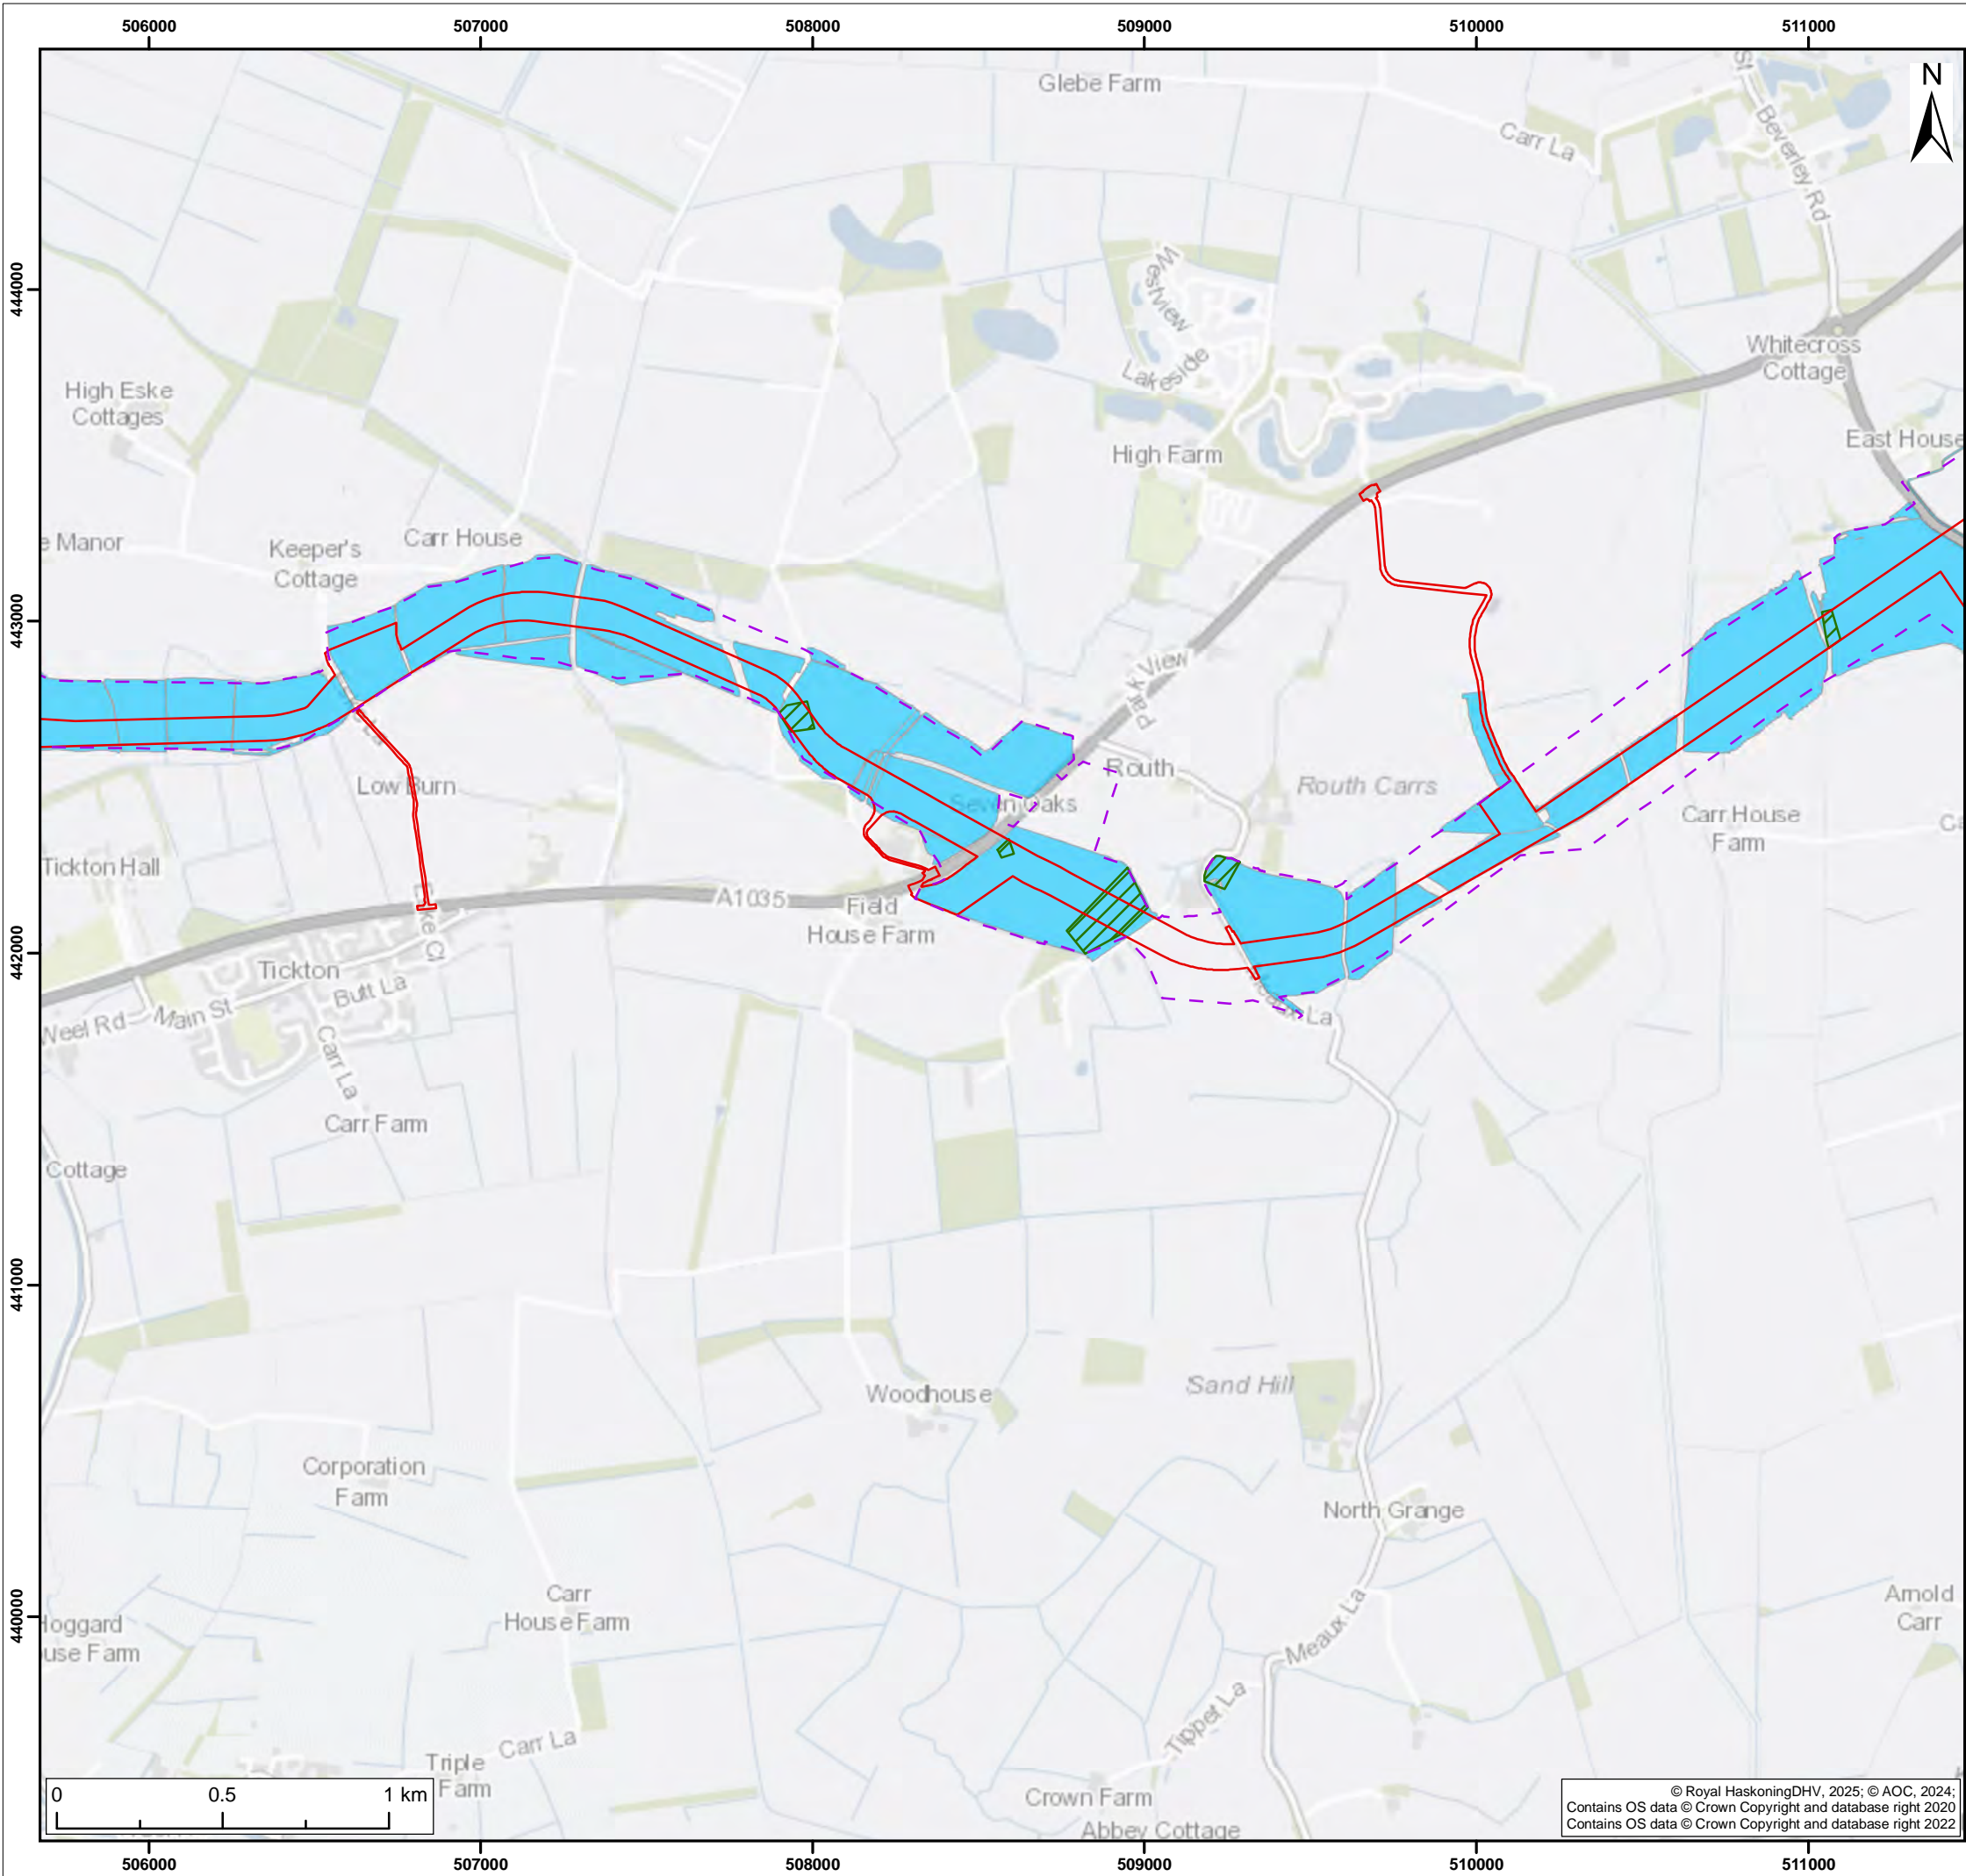 506000
507000
508000
509000
510000
511000
N
Glebe Farm
Carr La
St
Beverley Rd
444000
Westview
Lakeside
Whitecross
Cottage
High Eske
Cottages
High Farm
East House
e Manor
Keeper's
Cottage
Carr House
443000
Park View
Routh
Routh Carrs
Low Burn
Seven Oaks
Carr House
Farm
Tickton Hall
A1035
Field
House Farm
442000
Tickton
Butt La
Main St
Weel Rd
Carr La
Carr Farm
Cottage
441000
Sand Hill
Woodhouse
Corporation
Farm
North Grange
440000
Carr
House Farm
Arnold
Carr
Hoggard
use Farm
Meaux La
Tippet La
Carr La
Triple
Farm
Crown Farm
Abbey Cottage
0
0.5
1 km
© Royal HaskoningDHV, 2025; © AOC, 2024;
Contains OS data © Crown Copyright and database right 2020
Contains OS data © Crown Copyright and database right 2022
506000
507000
508000
509000
510000
511000